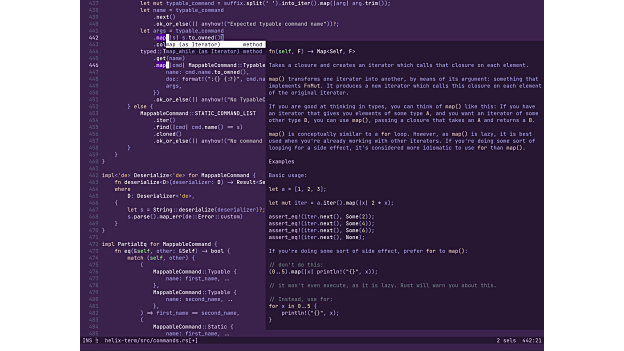 let mut typable_command = suffix.split(" ").into_iter().map(|arg| arg.trim());
let name = typable_command
.next()
.ok_or_else(|| anyhow!("Expected typable command name"))?;
let args = typable_command
442 .map(|s| s.to_owned())
map (as Iterator) method
typed::map_while (as Iterator) method
.get(name)
.map(|cmd| MappableCommand::Typable
name: cmd.name.to_owned(),
doc: format!(":{} {:?}", cmd.na
args,
})
.ok_or_else(|| anyhow!("No TypableC
} else {
MappableCommand::STATIC_COMMAND_LIST
.iter()
.find(|cmd| cmd.name() == s)
.cloned()
.ok_or_else(|| anyhow!("No command
}
}
}
impl<'de> Deserialize<'de> for MappableCommand {
fn deserialize<D>(deserializer: D) -> Result<Se
where
D: Deserializer<'de>,
{
let s = String::deserialize(deserializer)?;
s.parse().map_err(de::Error::custom)
}
}
impl PartialEq for MappableCommand {
fn eq(&self, other: &Self) -> bool {
match (self, other) {
(
MappableCommand::Typable {
name: first_name, ..
},
MappableCommand::Typable {
name: second_name, ..
},
) => first_name == second_name,
(
MappableCommand::Static {
name: first_name, ..
fn(self, F) -> Map<Self, F>
Takes a closure and creates an iterator which calls that closure on each element.
map() transforms one iterator into another, by means of its argument: something that
implements FnMut. It produces a new iterator which calls this closure on each element
of the original iterator.
If you are good at thinking in types, you can think of map() like this: If you have
an iterator that gives you elements of some type A, and you want an iterator of some
other type B, you can use map(), passing a closure that takes an A and returns a B.
map() is conceptually similar to a for loop. However, as map() is lazy, it is best
used when you're already working with other iterators. If you're doing some sort of
looping for a side effect, it's considered more idiomatic to use for than map().
Examples
Basic usage:
let a = [1, 2, 3];
let mut iter = a.iter().map(|x| 2 * x);
assert_eq!(iter.next(), Some(2));
assert_eq!(iter.next(), Some(4));
assert_eq!(iter.next(), Some(6));
assert_eq!(iter.next(), None);
If you're doing some sort of side effect, prefer for to map():
// don't do this:
(0..5).map(|x| println!("{}", x));
// it won't even execute, as it is lazy. Rust will warn you about this.
// Instead, use for:
for x in 0..5 {
println!("{}", x);
}
INS helix-term/src/commands.rs[+] 2 sels 442:21